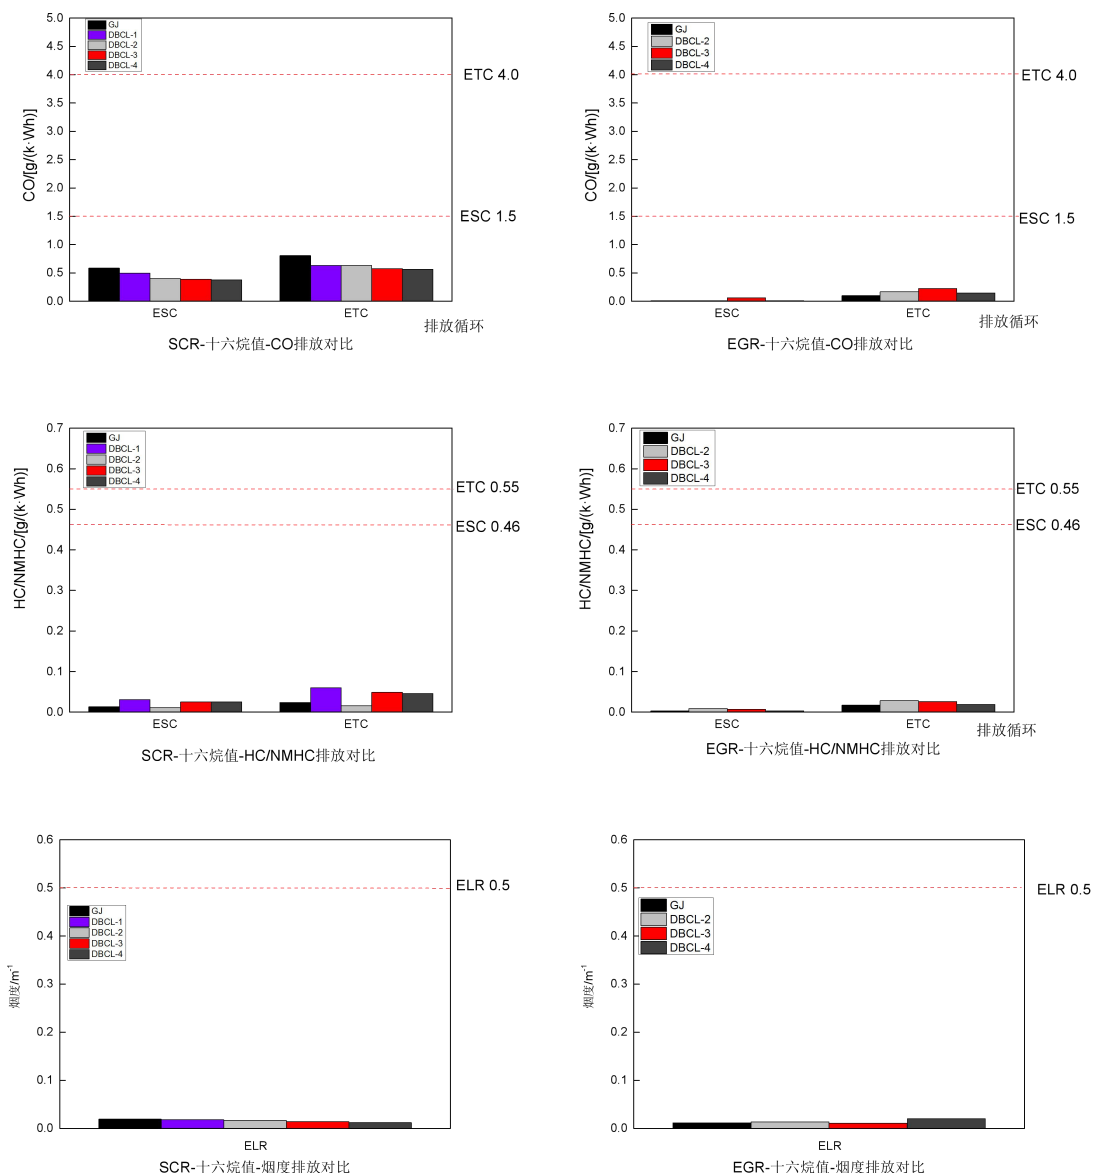 5.0
4.5
4.0
3.5
3.0
2.5
2.0
1.5
1.0
0.5
0.0
CO/[g/(k·Wh)]
GJ
DBCL-1
DBCL-2
DBCL-3
DBCL-4
ETC 4.0
ESC 1.5
ESC
ETC
排放循环
SCR-十六烷值-CO排放对比
5.0
4.5
4.0
3.5
3.0
2.5
2.0
1.5
1.0
0.5
0.0
CO/[g/(k·Wh)]
GJ
DBCL-2
DBCL-3
DBCL-4
ETC 4.0
ESC 1.5
ESC
ETC
排放循环
EGR-十六烷值-CO排放对比
0.7
0.6
0.5
0.4
0.3
0.2
0.1
0.0
HC/NMHC/[g/(k·Wh)]
GJ
DBCL-1
DBCL-2
DBCL-3
DBCL-4
ETC 0.55
ESC 0.46
ESC
ETC
SCR-十六烷值-HC/NMHC排放对比
0.7
0.6
0.5
0.4
0.3
0.2
0.1
0.0
HC/NMHC/[g/(k·Wh)]
GJ
DBCL-2
DBCL-3
DBCL-4
ETC 0.55
ESC 0.46
ESC
ETC
排放循环
EGR-十六烷值-HC/NMHC排放对比
0.6
0.5
0.4
0.3
0.2
0.1
0.0
烟度/m⁻¹
GJ
DBCL-1
DBCL-2
DBCL-3
DBCL-4
ELR 0.5
ELR
SCR-十六烷值-烟度排放对比
0.6
0.5
0.4
0.3
0.2
0.1
0.0
烟度/m⁻¹
GJ
DBCL-2
DBCL-3
DBCL-4
ELR 0.5
ELR
EGR-十六烷值-烟度排放对比